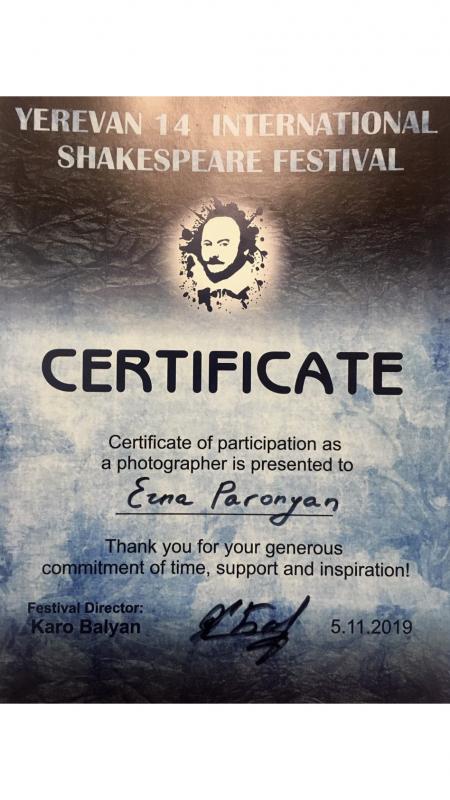 YEREVAN 14 INTERNATIONAL
SHAKESPEARE FESTIVAL
CERTIFICATE
Certificate of participation as
a photographer is presented to
Erna Paronyan
Thank you for your generous
commitment of time, support and inspiration!
Festival Director:
Karo Balyan
5.11.2019